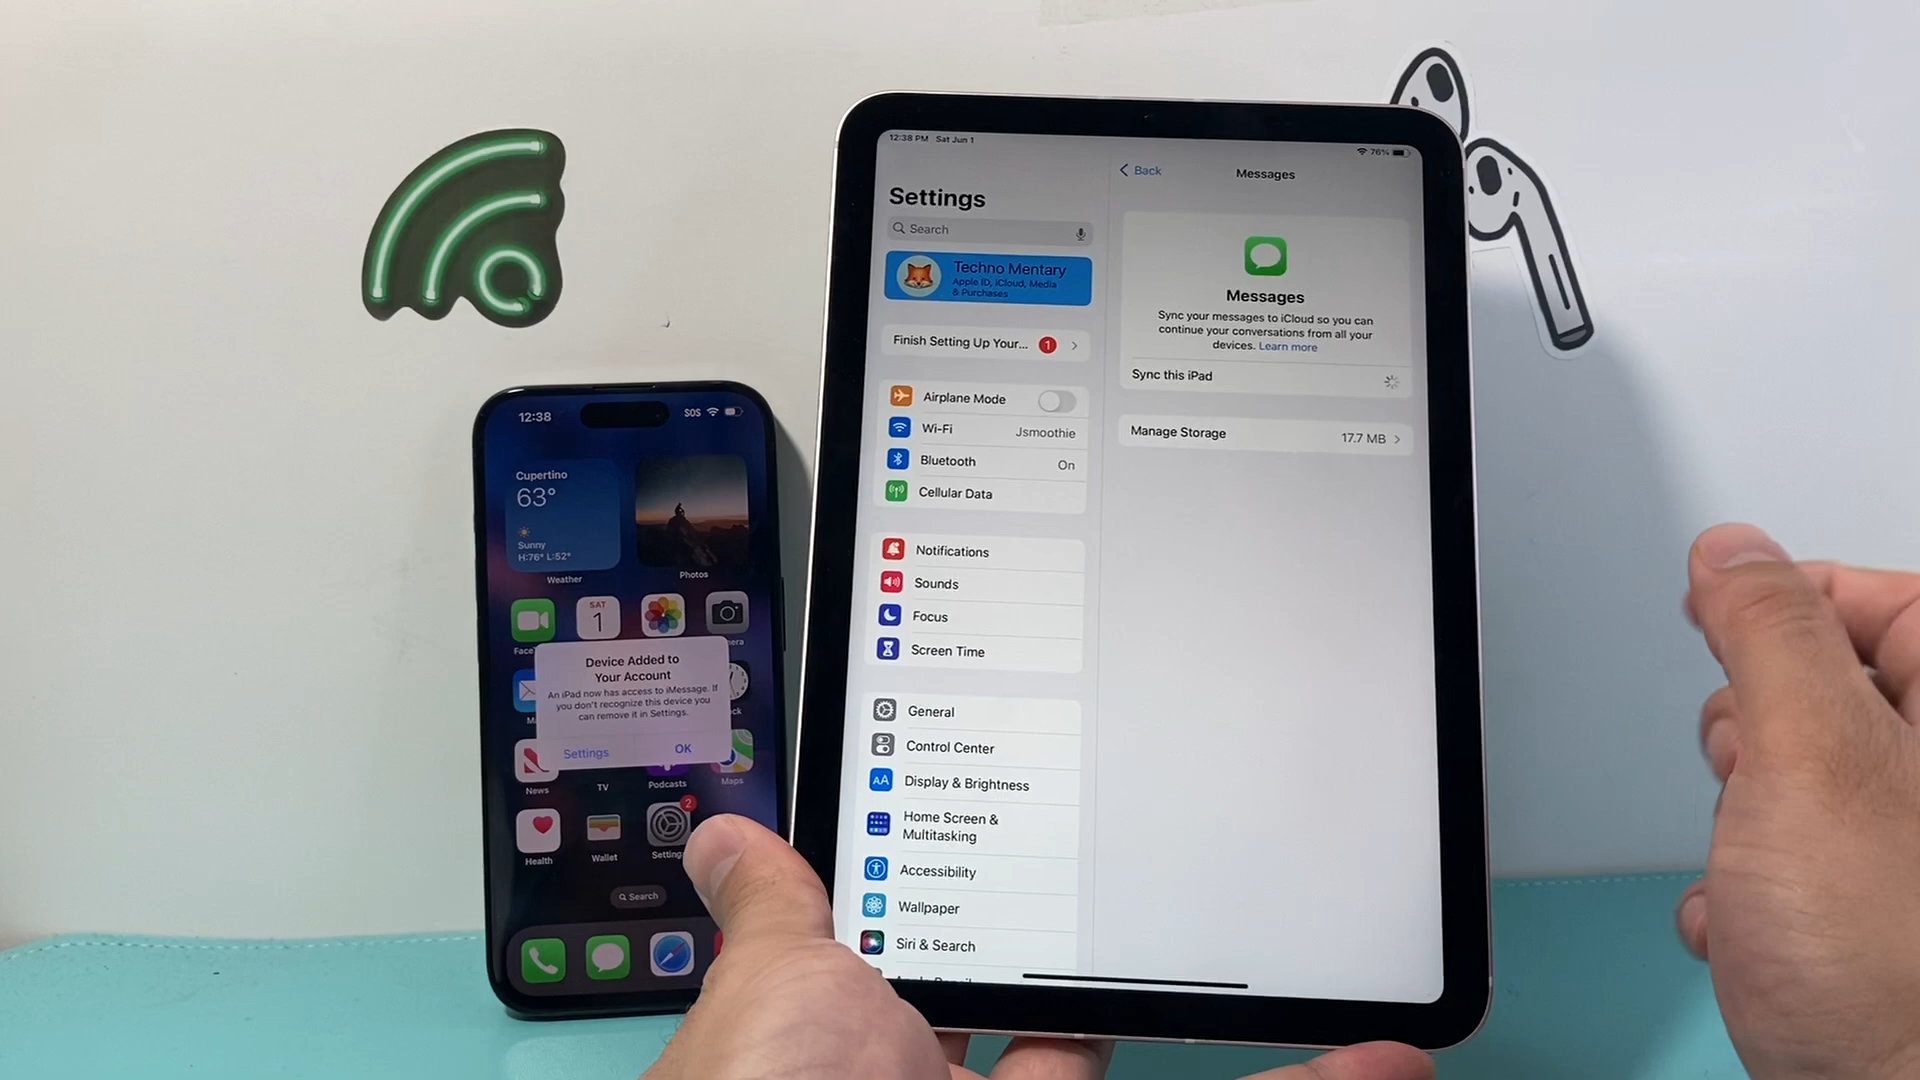 12:38
SOS
Cupertino
63°
Sunny
H:76° L:52°
Weather
Photos
SAT
1
Device Added to
Your Account
An iPad now has access to iMessage. If
you don't recognize this device you
can remove it in Settings.
Settings
OK
News
TV
Podcasts
Maps
2
Health
Wallet
Search
12:38 PM Sat Jun 1
76%
Settings
Search
Techno Mentary
Apple ID, iCloud, Media
& Purchases
Finish Setting Up Your...
1
Airplane Mode
Wi-Fi
Jsmoothie
Bluetooth
On
Cellular Data
Notifications
Sounds
Focus
Screen Time
General
Control Center
AA
Display & Brightness
Home Screen &
Multitasking
Accessibility
Wallpaper
Siri & Search
Back
Messages
Messages
Sync your messages to iCloud so you can
continue your conversations from all your
devices. Learn more
Sync this iPad
Manage Storage
17.7 MB